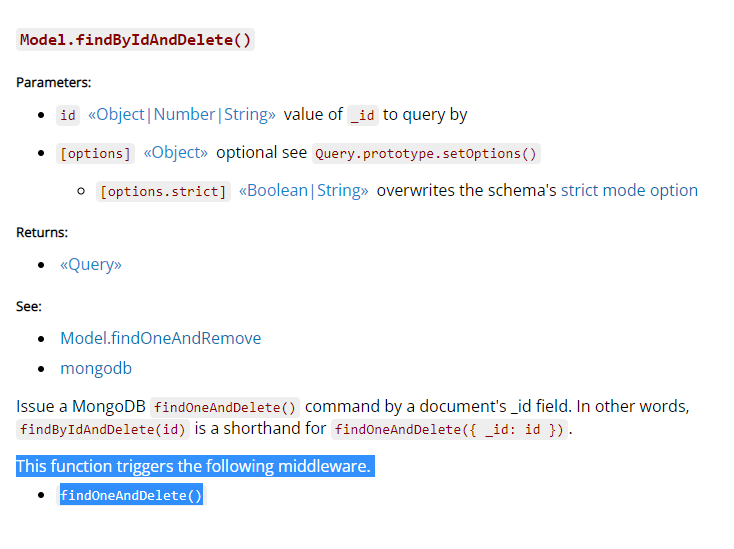 Model.findByIdAndDelete()
Parameters:
id «Object|Number|String» value of _id to query by
[options] «Object» optional see Query.prototype.setOptions()
[options.strict] «Boolean|String» overwrites the schema's strict mode option
Returns:
«Query»
See:
Model.findOneAndRemove
mongodb
Issue a MongoDB findOneAndDelete() command by a document's _id field. In other words,
findByIdAndDelete(id) is a shorthand for findOneAndDelete({ _id: id }).
This function triggers the following middleware.
findOneAndDelete()